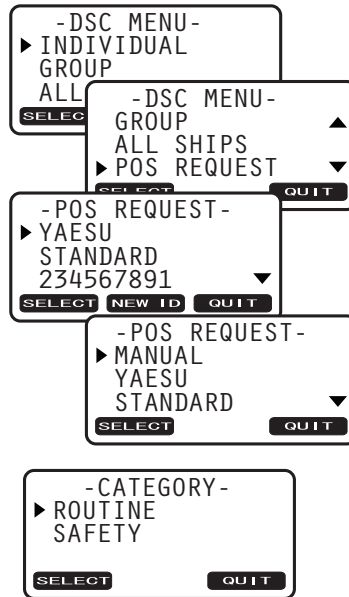 -DSC MENU-
INDIVIDUAL
GROUP
ALL
-DSC MENU-
GROUP
ALL SHIPS
POS REQUEST
SELECT QUIT
-POS REQUEST-
YAESU
STANDARD
234567891
SELECT NEW ID QUIT
-POS REQUEST-
MANUAL
YAESU
STANDARD
SELECT QUIT
-CATEGORY-
ROUTINE
SAFETY
SELECT QUIT